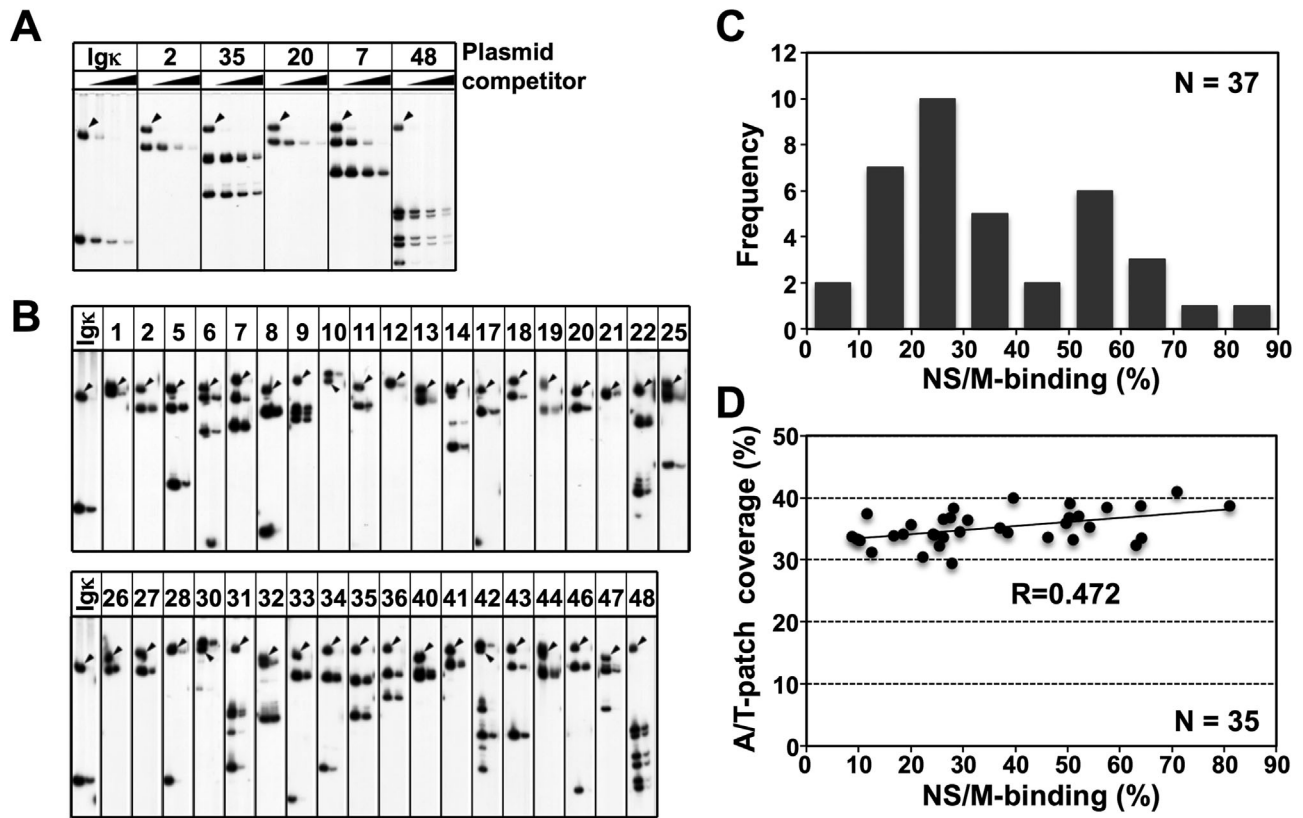 A
Igκ 2 35 20 7 48 Plasmid
competitor
B
Igκ 1 2 5 6 7 8 9 10 11 12 13 14 17 18 19 20 21 22 25
Igκ 26 27 28 30 31 32 33 34 35 36 40 41 42 43 44 46 47 48
C
N = 37
Frequency
12
10
8
6
4
2
0
0 10 20 30 40 50 60 70 80 90
NS/M-binding (%)
D
A/T-patch coverage (%)
50
40
30
20
10
0
R=0.472
N = 35
0 10 20 30 40 50 60 70 80 90
NS/M-binding (%)